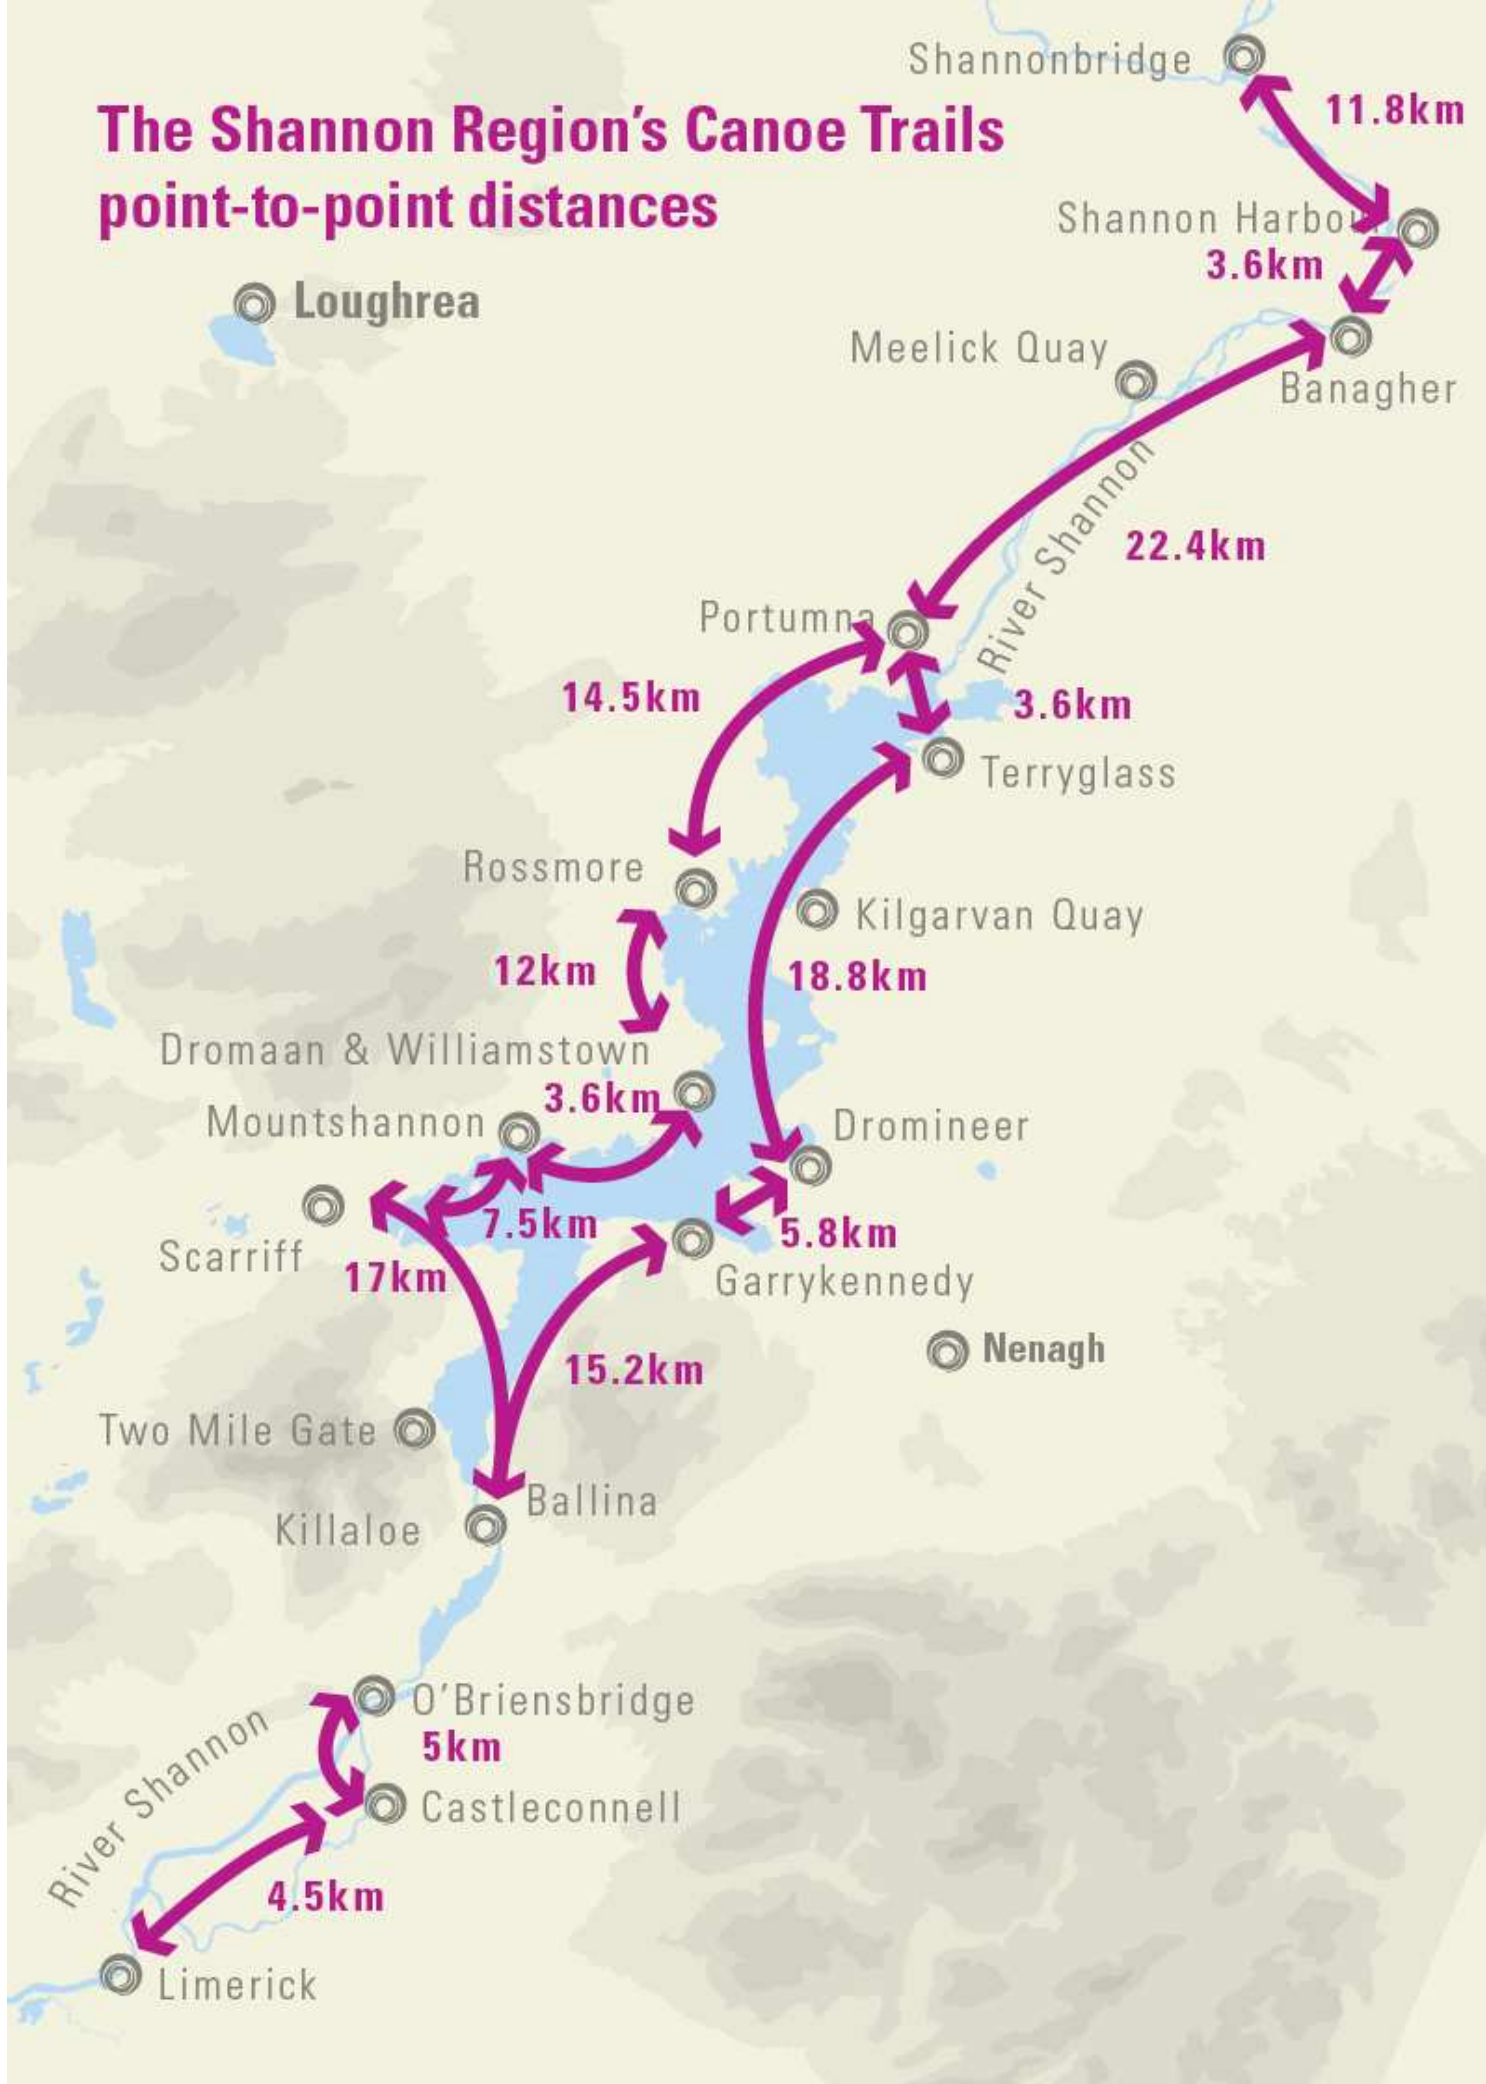 Shannonbridge
11.8km
The Shannon Region's Canoe Trails
point-to-point distances
Shannon Harbour
3.6km
Loughrea
Meelick Quay
Banagher
River Shannon
22.4km
Portumna
14.5km
3.6km
Terryglass
Rossmore
Kilgarvan Quay
12km
18.8km
Dromaan & Williamstown
3.6km
Mountshannon
Dromineer
7.5km
5.8km
Scarriff
17km
Garrykennedy
Nenagh
15.2km
Two Mile Gate
Ballina
Killaloe
O'Briensbridge
5km
River Shannon
Castleconnell
4.5km
Limerick